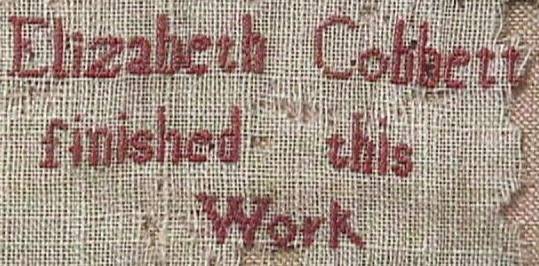 Elizabeth Cobbett
finished this
Work